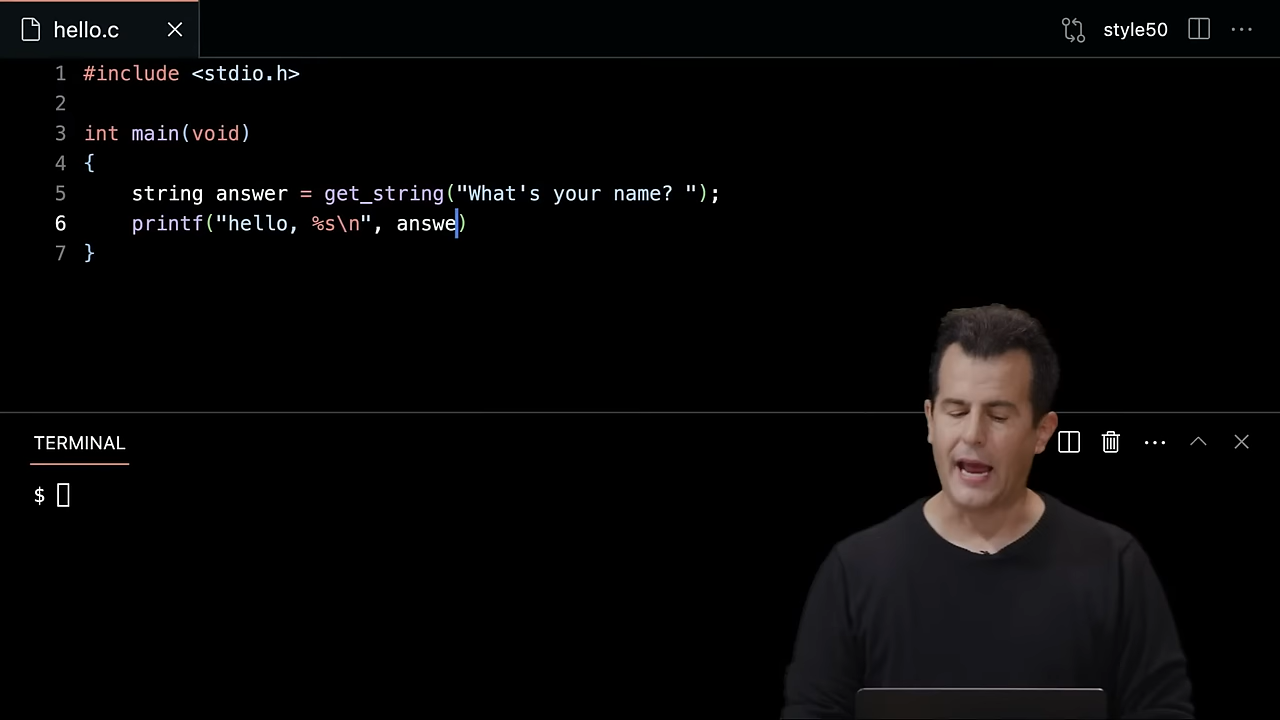 hello.c
style50
1 #include <stdio.h>
2
3 int main(void)
4 {
5     string answer = get_string("What's your name? ");
6     printf("hello, %s\n", answe)
7 }
TERMINAL
$